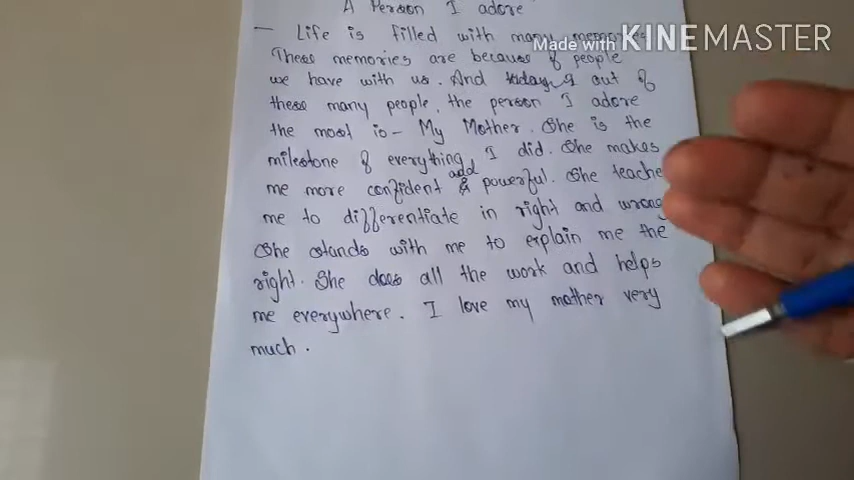 A Person I adore
Made with KINEMASTER
— Life is filled with many memories.
These memories are because of people
we have with us. And today, out of
these many people, the person I adore
the most is - My Mother. She is the
milestone of everything I did. She makes
add
me more confident & powerful. She teache
me to differentiate in right and wrong
She stands with me to explain me the
right. She does all the work and helps
me everywhere. I love my mother very
much.